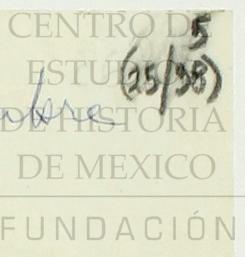 CENTRO DE
5
ESTUDIOS
(25/38)
DE HISTORIA
DE MEXICO
FUNDACIÓN